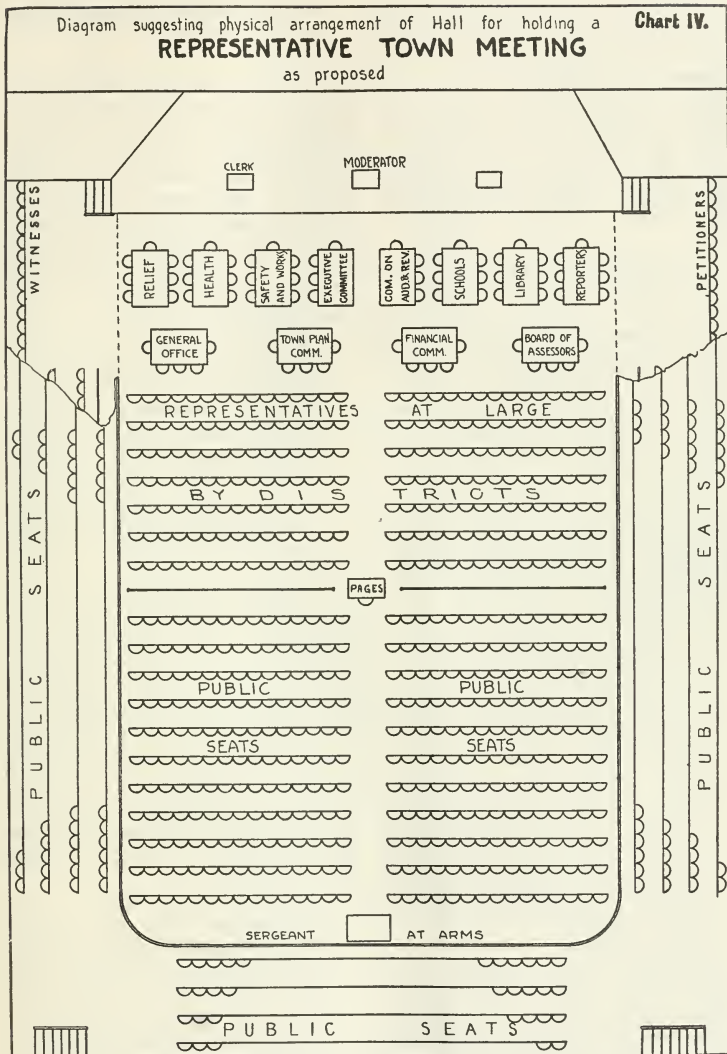 Diagram suggesting physical arrangement of Hall for holding a Chart IV.
REPRESENTATIVE TOWN MEETING
as proposed
CLERK
MODERATOR
WITNESSES
PETITIONERS
RELIEF
HEALTH
SAFETY
AND WORKS
EXECUTIVE
COMMITTEE
COM. ON
AUD. & REV.
SCHOOLS
LIBRARY
REPORTERS
GENERAL
OFFICE
TOWN PLAN
COMM.
FINANCIAL
COMM.
BOARD OF
ASSESSORS
REPRESENTATIVES AT LARGE
BY DISTRICTS
PAGES
PUBLIC SEATS
PUBLIC SEATS
PUBLIC
SEATS
PUBLIC
SEATS
SERGEANT AT ARMS
PUBLIC SEATS